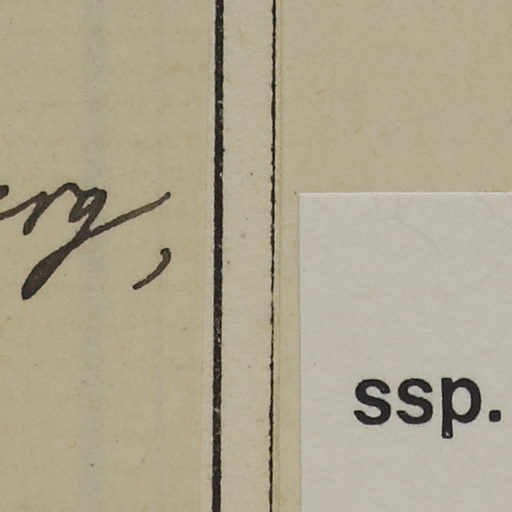 erg,
ssp.